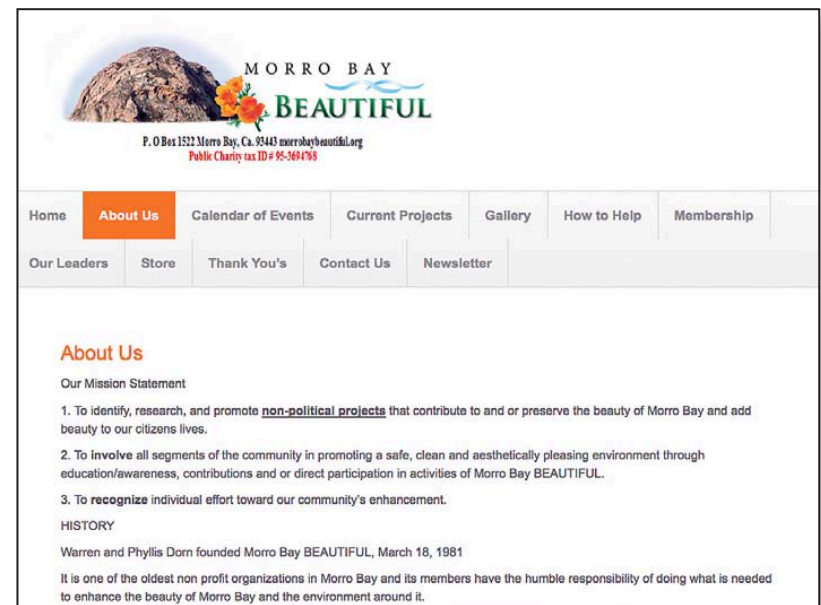 MORRO BAY
BEAUTIFUL
P. O Box 1522 Morro Bay, Ca. 93443 morrobaybeautiful.org
Public Charity tax ID # 95-3694768
Home About Us Calendar of Events Current Projects Gallery How to Help Membership
Our Leaders Store Thank You's Contact Us Newsletter
About Us
Our Mission Statement
1. To identify, research, and promote non-political projects that contribute to and or preserve the beauty of Morro Bay and add
beauty to our citizens lives.
2. To involve all segments of the community in promoting a safe, clean and aesthetically pleasing environment through
education/awareness, contributions and or direct participation in activities of Morro Bay BEAUTIFUL.
3. To recognize individual effort toward our community's enhancement.
HISTORY
Warren and Phyllis Dorn founded Morro Bay BEAUTIFUL, March 18, 1981
It is one of the oldest non profit organizations in Morro Bay and its members have the humble responsibility of doing what is needed
to enhance the beauty of Morro Bay and the environment around it.